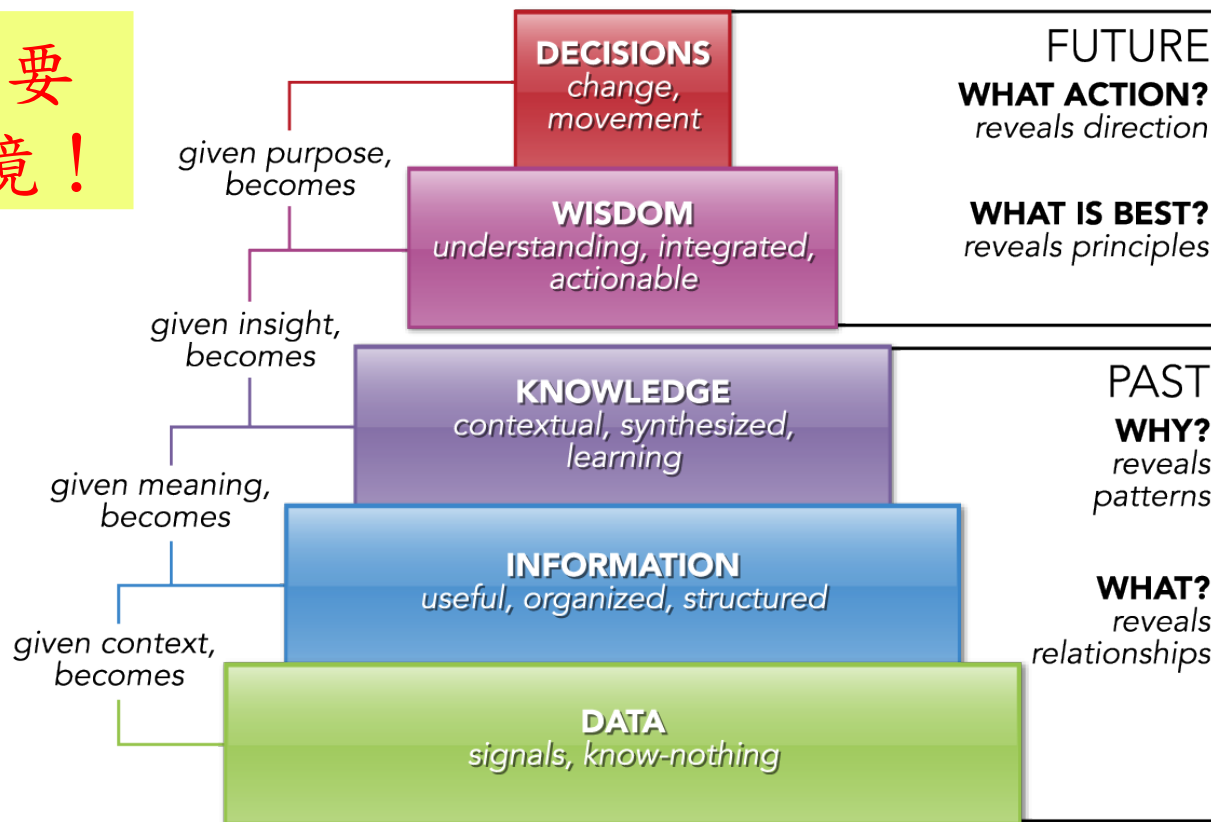 要
境！
DECISIONS
change,
movement
given purpose,
becomes
WISDOM
understanding, integrated,
actionable
given insight,
becomes
KNOWLEDGE
contextual, synthesized,
learning
given meaning,
becomes
INFORMATION
useful, organized, structured
given context,
becomes
DATA
signals, know-nothing
FUTURE
WHAT ACTION?
reveals direction
WHAT IS BEST?
reveals principles
PAST
WHY?
reveals
patterns
WHAT?
reveals
relationships